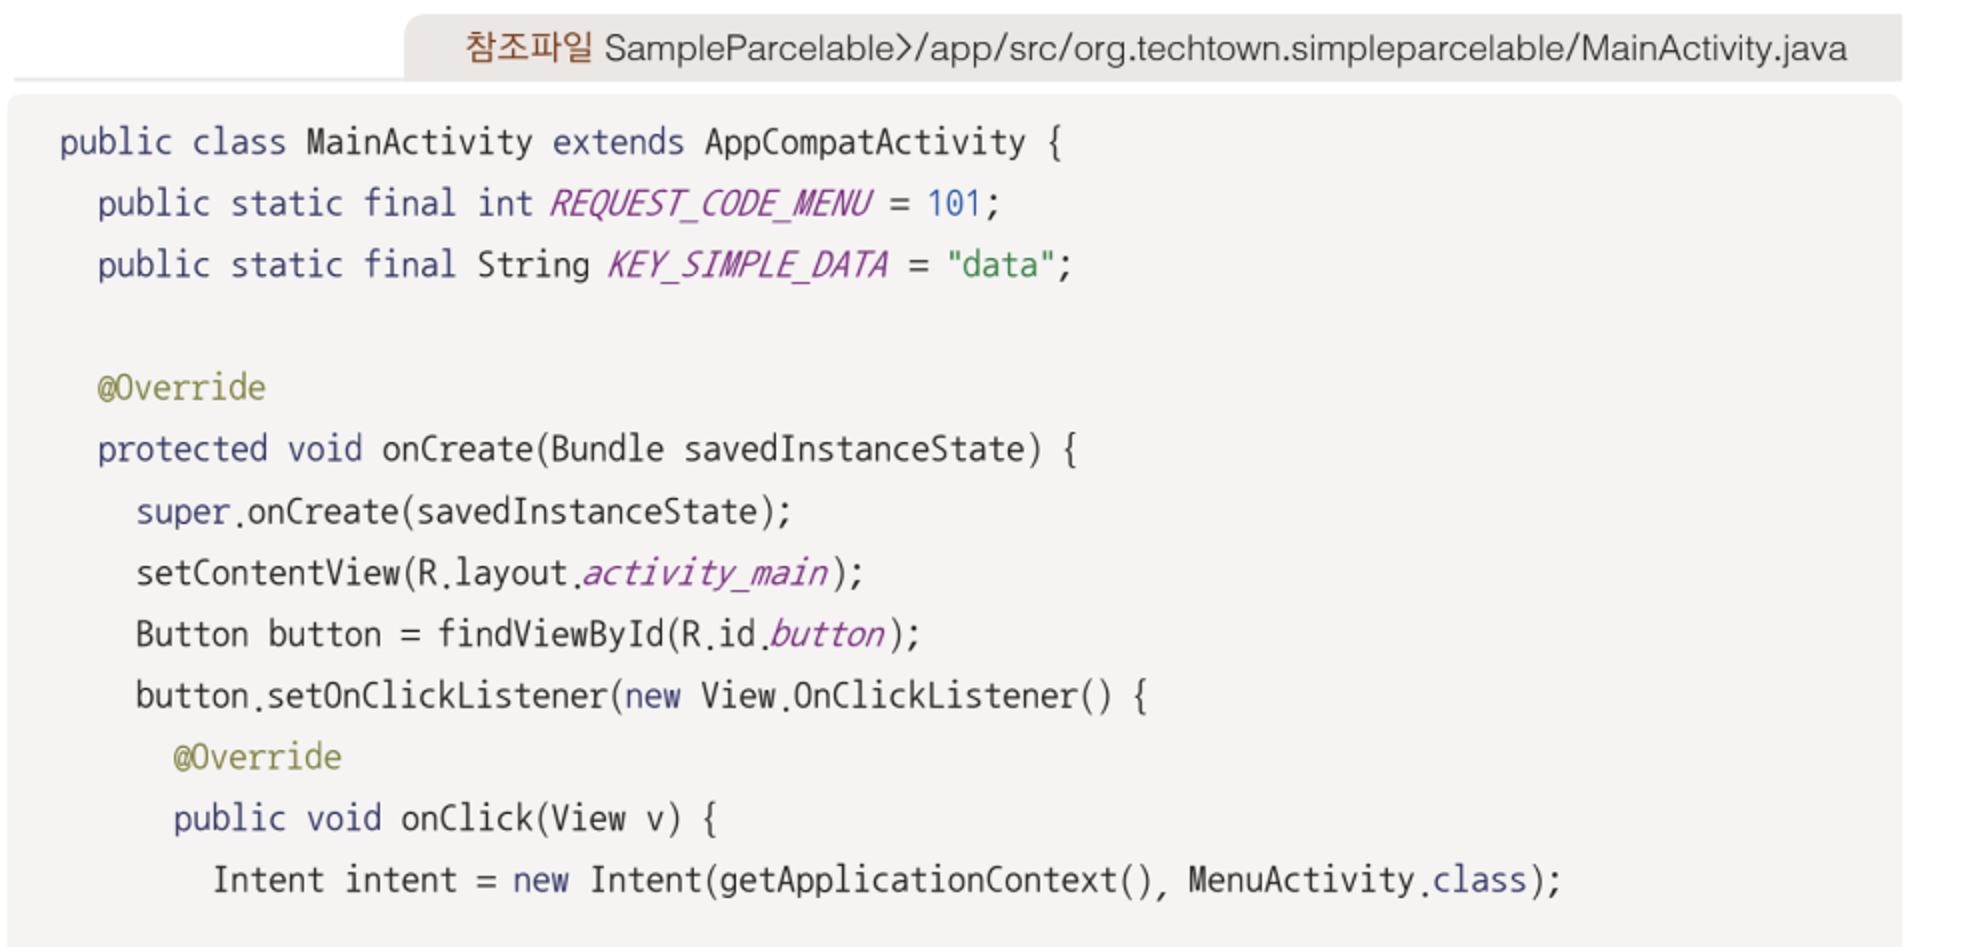 참조파일 SampleParcelable>/app/src/org.techtown.simpleparcelable/MainActivity.java
public class MainActivity extends AppCompatActivity {
public static final int REQUEST_CODE_MENU = 101;
public static final String KEY_SIMPLE_DATA = "data";
@Override
protected void onCreate(Bundle savedInstanceState) {
super.onCreate(savedInstanceState);
setContentView(R.layout.activity_main);
Button button = findViewById(R.id.button);
button.setOnClickListener(new View.OnClickListener() {
@Override
public void onClick(View v) {
Intent intent = new Intent(getApplicationContext(), MenuActivity.class);